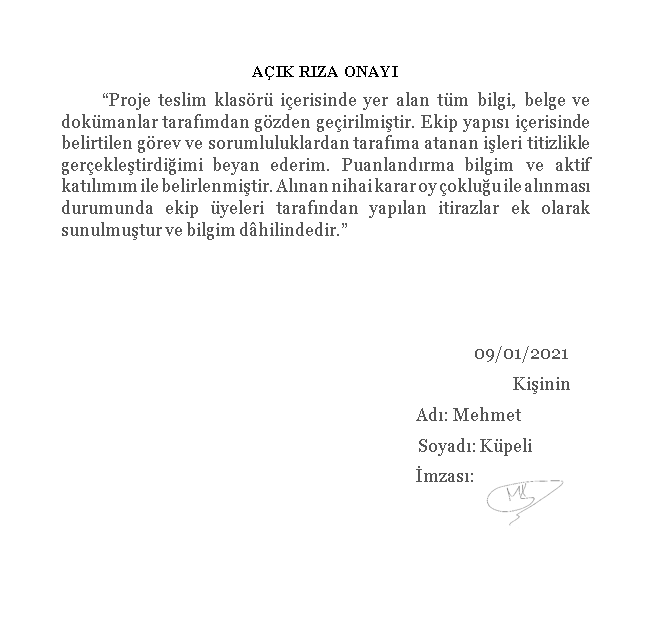 AÇIK RIZA ONAYI
“Proje teslim klasörü içerisinde yer alan tüm bilgi, belge ve
dokümanlar tarafımdan gözden geçirilmiştir. Ekip yapısı içerisinde
belirtilen görev ve sorumluluklardan tarafıma atanan işleri titizlikle
gerçekleştirdiğimi beyan ederim. Puanlandırma bilgim ve aktif
katılımım ile belirlenmiştir. Alınan nihai karar oy çokluğu ile alınması
durumunda ekip üyeleri tarafından yapılan itirazlar ek olarak
sunulmuştur ve bilgim dâhilindedir.”
09/01/2021
Kişinin
Adı: Mehmet
Soyadı: Küpeli
İmzası:
MK